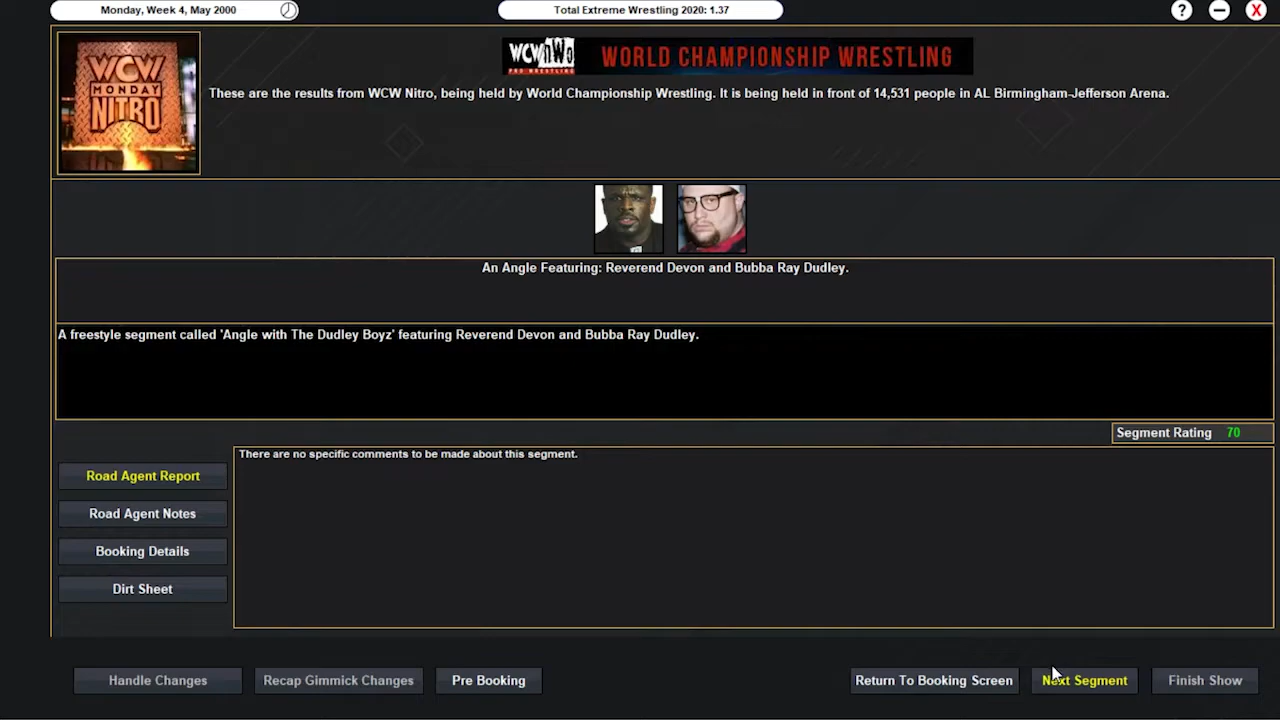 Monday, Week 4, May 2000
Total Extreme Wrestling 2020: 1.37
?
X
WCW
MONDAY
NITRO
WCW/NWO
PRO WRESTLING
WORLD CHAMPIONSHIP WRESTLING
These are the results from WCW Nitro, being held by World Championship Wrestling. It is being held in front of 14,531 people in AL Birmingham-Jefferson Arena.
An Angle Featuring: Reverend Devon and Bubba Ray Dudley.
A freestyle segment called 'Angle with The Dudley Boyz' featuring Reverend Devon and Bubba Ray Dudley.
Segment Rating 70
Road Agent Report
Road Agent Notes
Booking Details
Dirt Sheet
There are no specific comments to be made about this segment.
Handle Changes
Recap Gimmick Changes
Pre Booking
Return To Booking Screen
Next Segment
Finish Show